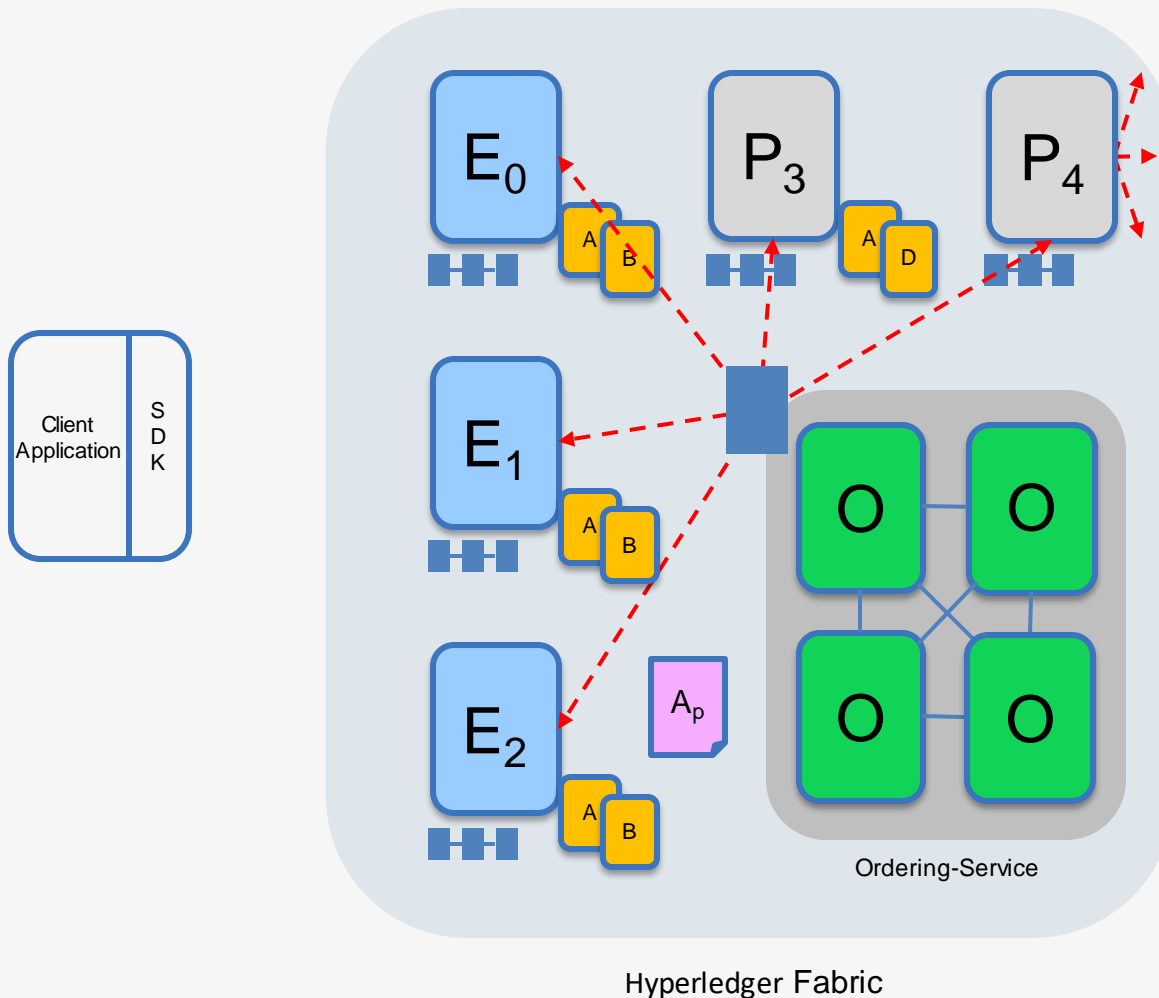 E0
P3
P4
A
B
A
D
Client
Application
S
D
K
E1
A
B
O
O
E2
Ap
O
O
A
B
Ordering-Service
Hyperledger Fabric